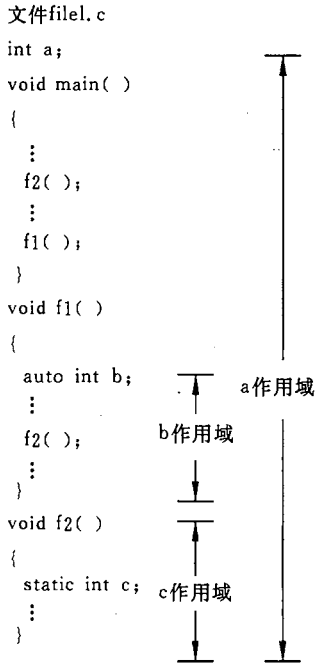 文件file1.c
int a;
void main( )
{
⋮
f2( );
⋮
f1( );
}
void f1( )
{
auto int b;
⋮
f2( );
⋮
}
void f2( )
{
static int c;
⋮
}
a作用域
b作用域
c作用域